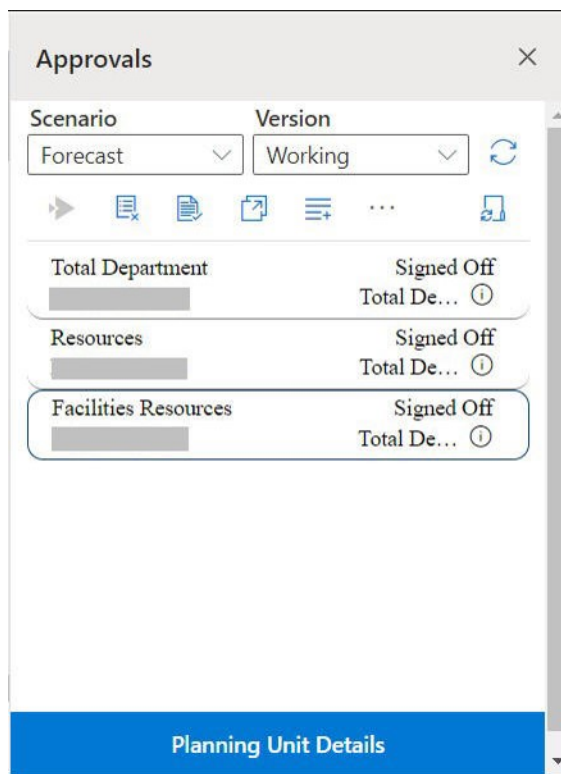 Approvals
Scenario Version
Forecast Working
Total Department Signed Off
Total De...
Resources Signed Off
Total De...
Facilities Resources Signed Off
Total De...
Planning Unit Details